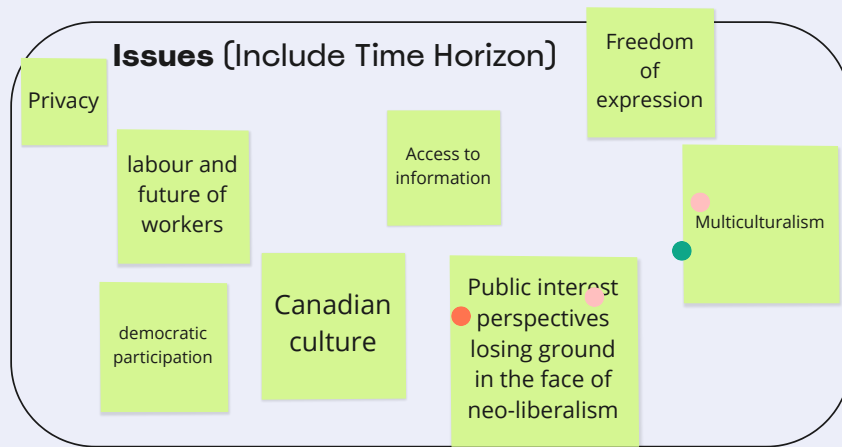 Issues (Include Time Horizon)
Freedom
of
expression
Privacy
labour and
future of
workers
Access to
information
Multiculturalism
democratic
participation
Canadian
culture
Public interest
perspectives
losing ground
in the face of
neo-liberalism